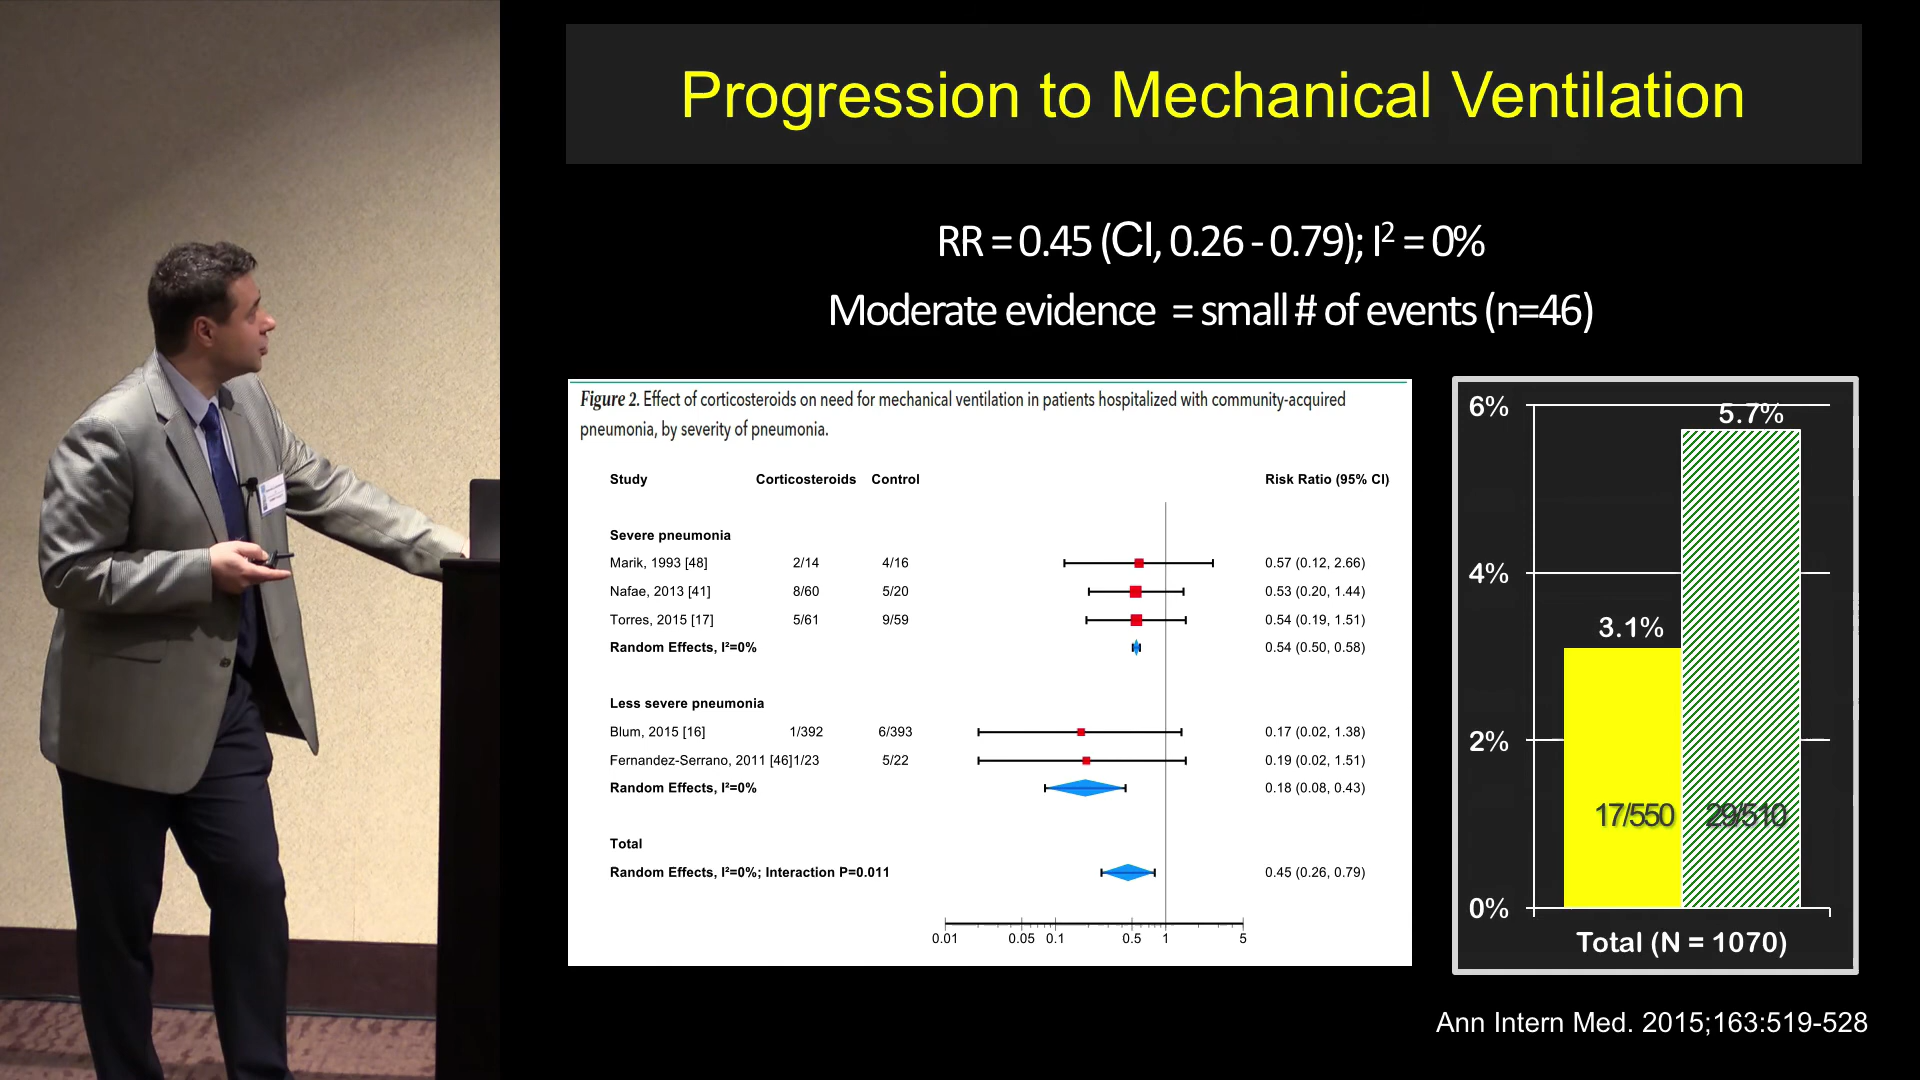 Progression to Mechanical Ventilation
RR = 0.45 (CI, 0.26 - 0.79); I² = 0%
Moderate evidence = small # of events (n=46)
Figure 2. Effect of corticosteroids on need for mechanical ventilation in patients hospitalized with community-acquired
pneumonia, by severity of pneumonia.
Study Corticosteroids Control Risk Ratio (95% CI)
Severe pneumonia
Marik, 1993 [48] 2/14 4/16 0.57 (0.12, 2.66)
Nafae, 2013 [41] 8/60 5/20 0.53 (0.20, 1.44)
Torres, 2015 [17] 5/61 9/59 0.54 (0.19, 1.51)
Random Effects, I²=0% 0.54 (0.50, 0.58)
Less severe pneumonia
Blum, 2015 [16] 1/392 6/393 0.17 (0.02, 1.38)
Fernandez-Serrano, 2011 [46]1/23 5/22 0.19 (0.02, 1.51)
Random Effects, I²=0% 0.18 (0.08, 0.43)
Total
Random Effects, I²=0%; Interaction P=0.011 0.45 (0.26, 0.79)
0.01 0.05 0.1 0.5 1 5
6%
5.7%
4%
3.1%
2%
17/550 29/510
0%
Total (N = 1070)
Ann Intern Med. 2015;163:519-528